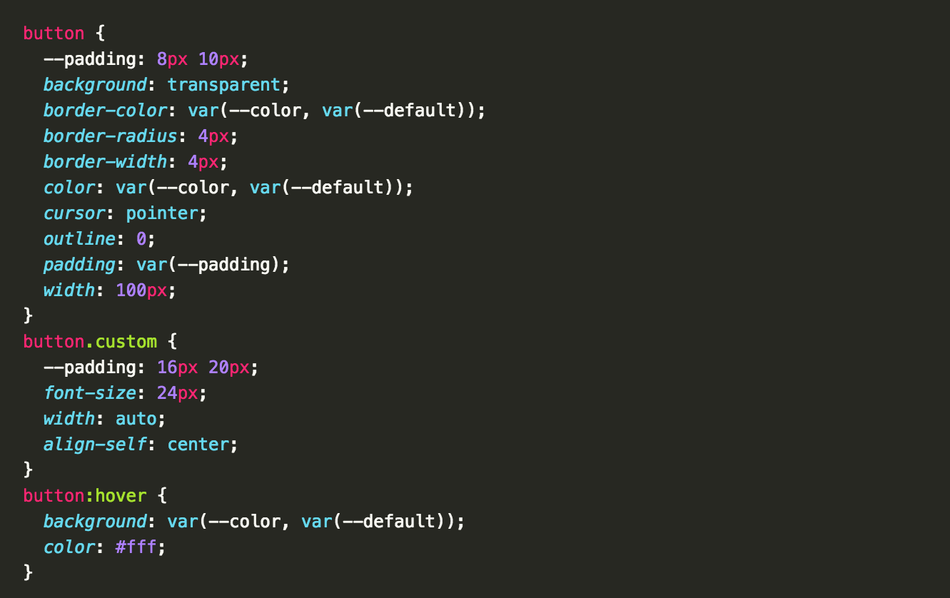 button {
  --padding: 8px 10px;
  background: transparent;
  border-color: var(--color, var(--default));
  border-radius: 4px;
  border-width: 4px;
  color: var(--color, var(--default));
  cursor: pointer;
  outline: 0;
  padding: var(--padding);
  width: 100px;
}
button.custom {
  --padding: 16px 20px;
  font-size: 24px;
  width: auto;
  align-self: center;
}
button:hover {
  background: var(--color, var(--default));
  color: #fff;
}